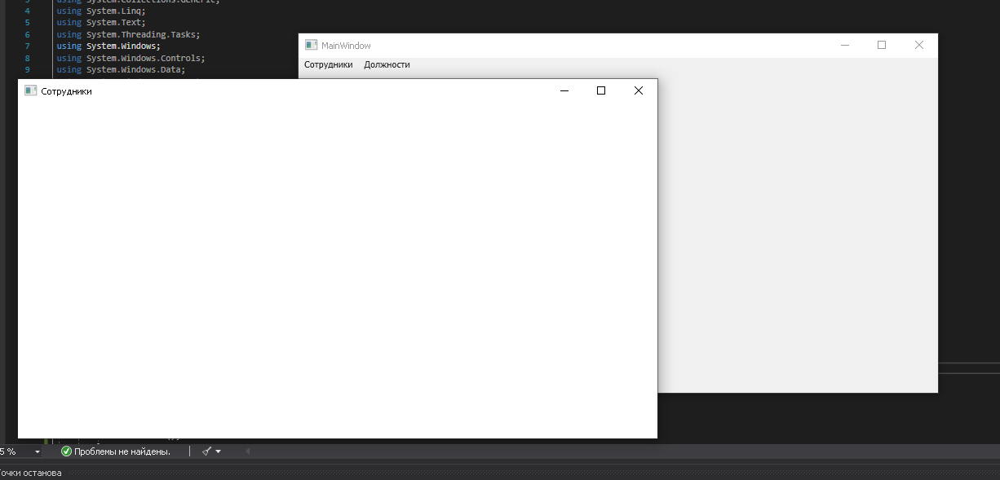 3 using System.Collections.Generic;
4 using System.Linq;
5 using System.Text;
6 using System.Threading.Tasks;
7 using System.Windows;
8 using System.Windows.Controls;
9 using System.Windows.Data;
MainWindow
Сотрудники Должности
Сотрудники
5 % Проблемы не найдены.
очки останова